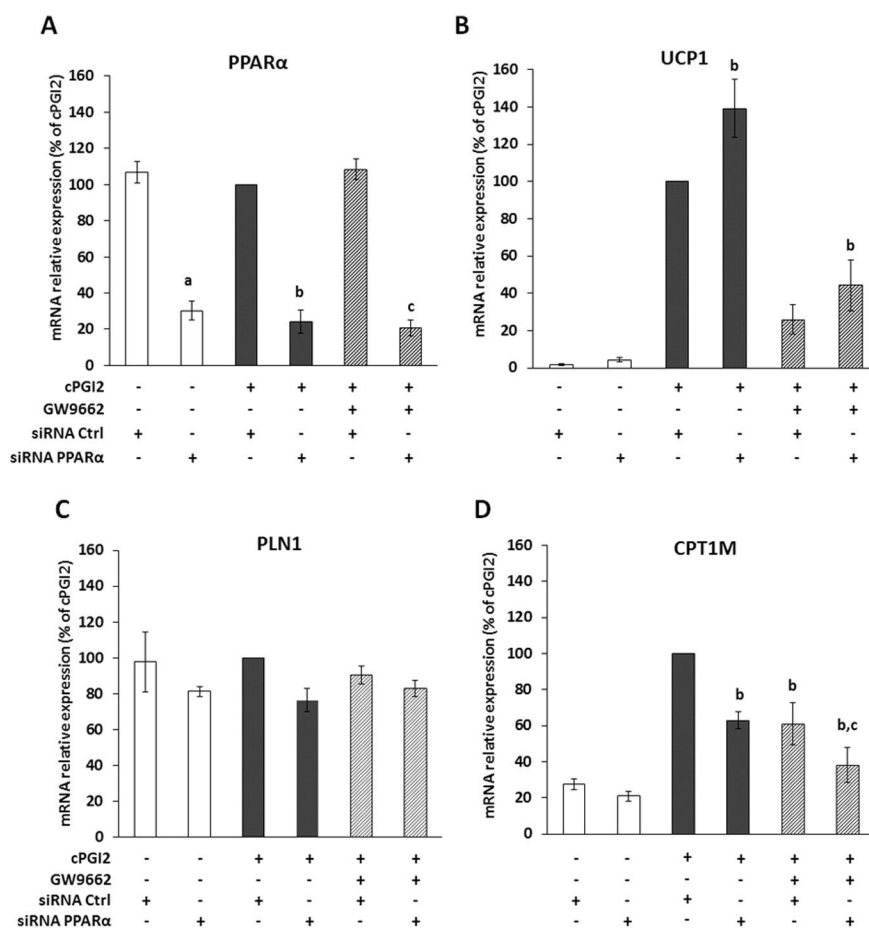 A
PPARα
mRNA relative expression (% of cPGI2)
160
140
120
100
80
60
40
20
0
a
b
c
cPGI2 - - + + + +
GW9662 - - - - + +
siRNA Ctrl + - + - + -
siRNA PPARα - + - + - +
B
UCP1
mRNA relative expression (% of cPGI2)
160
140
120
100
80
60
40
20
0
b
b
- - + + + +
- - - - + +
+ - + - + -
- + - + - +
C
PLN1
mRNA relative expression (% of cPGI2)
160
140
120
100
80
60
40
20
0
cPGI2 - - + + + +
GW9662 - - - - + +
siRNA Ctrl + - + - + -
siRNA PPARα - + - + - +
D
CPT1M
mRNA relative expression (% of cPGI2)
160
140
120
100
80
60
40
20
0
b
b
b,c
- - + + + +
- - - - + +
+ - + - + -
- + - + - +